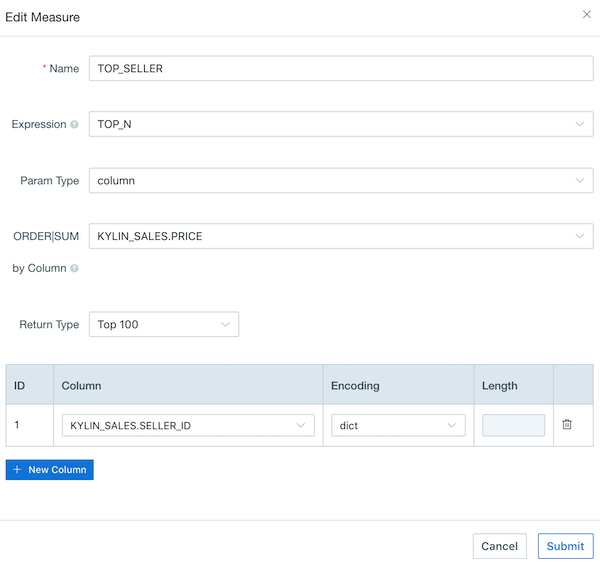 Edit Measure
* Name TOP_SELLER
Expression TOP_N
Param Type column
ORDER|SUM KYLIN_SALES.PRICE
by Column
Return Type Top 100
ID Column Encoding Length
1 KYLIN_SALES.SELLER_ID dict
+ New Column
Cancel Submit